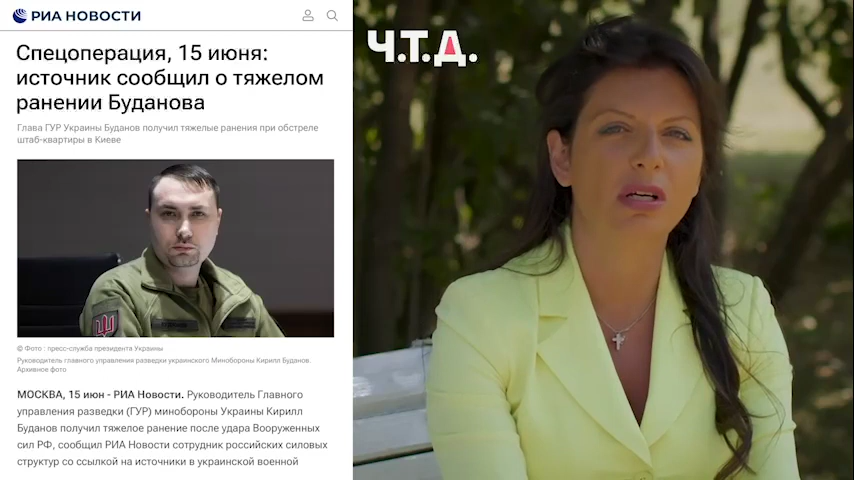 РИА НОВОСТИ
Спецоперация, 15 июня:
источник сообщил о тяжелом
ранении Буданова
Глава ГУР Украины Буданов получил тяжелые ранения при обстреле
штаб-квартиры в Киеве
© Фото : пресс-служба президента Украины
Руководитель главного управления разведки украинского Минобороны Кирилл Буданов.
Архивное фото
МОСКВА, 15 июн - РИА Новости. Руководитель Главного
управления разведки (ГУР) минобороны Украины Кирилл
Буданов получил тяжелое ранение после удара Вооруженных
сил РФ, сообщил РИА Новости сотрудник российских силовых
структур со ссылкой на источники в украинской военной
Ч.Т.Д.